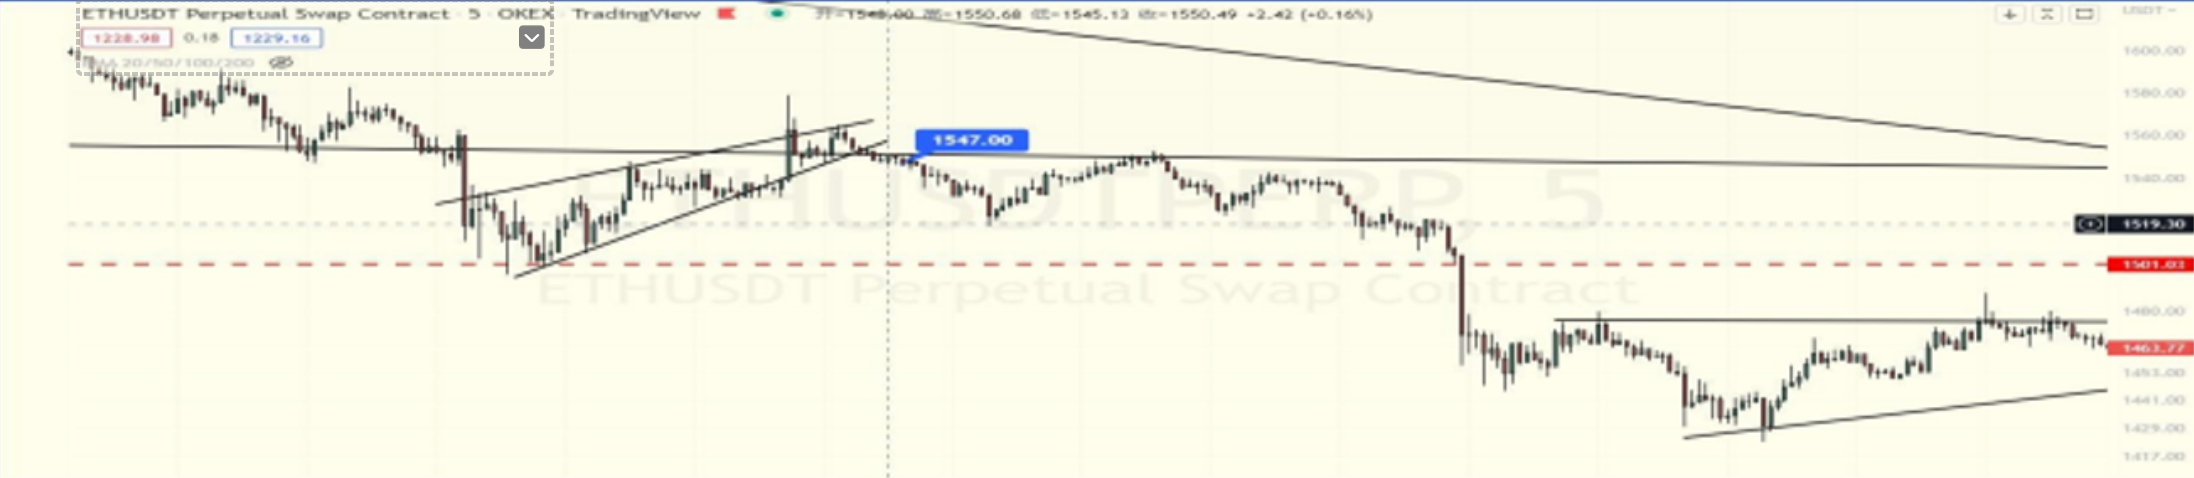 ETHUSDT Perpetual Swap Contract · 5 · OKEX TradingView 开=1548.00 高=1550.68 低=1545.13 收=1550.49 +2.42 (+0.16%)
USDT
1228.98 0.18 1229.16
MA 20/50/100/200
1600.00
1580.00
1560.00
1547.00
1540.00
ETHUSDTPERP, 5
1519.30
1501.03
ETHUSDT Perpetual Swap Contract
1480.00
1463.77
1453.00
1441.00
1429.00
1417.00